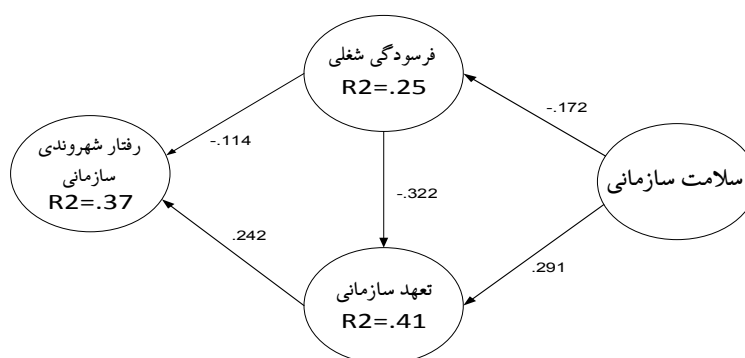 فرسودگی شغلی
R2=.25
-.172
-.114
رفتار شهروندی
سازمانی
R2=.37
سلامت سازمانی
-.322
.242
.291
تعهد سازمانی
R2=.41